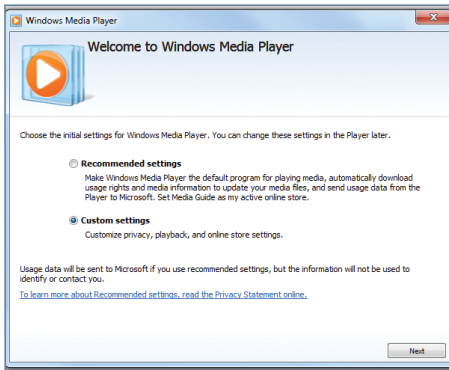 Windows Media Player
Welcome to Windows Media Player
Choose the initial settings for Windows Media Player. You can change these settings in the Player later.
Recommended settings
Make Windows Media Player the default program for playing media, automatically download
usage rights and media information to update your media files, and send usage data from the
Player to Microsoft. Set Media Guide as my active online store.
Custom settings
Customize privacy, playback, and online store settings.
Usage data will be sent to Microsoft if you use recommended settings, but the information will not be used to
identify or contact you.
To learn more about Recommended settings, read the Privacy Statement online.
Next